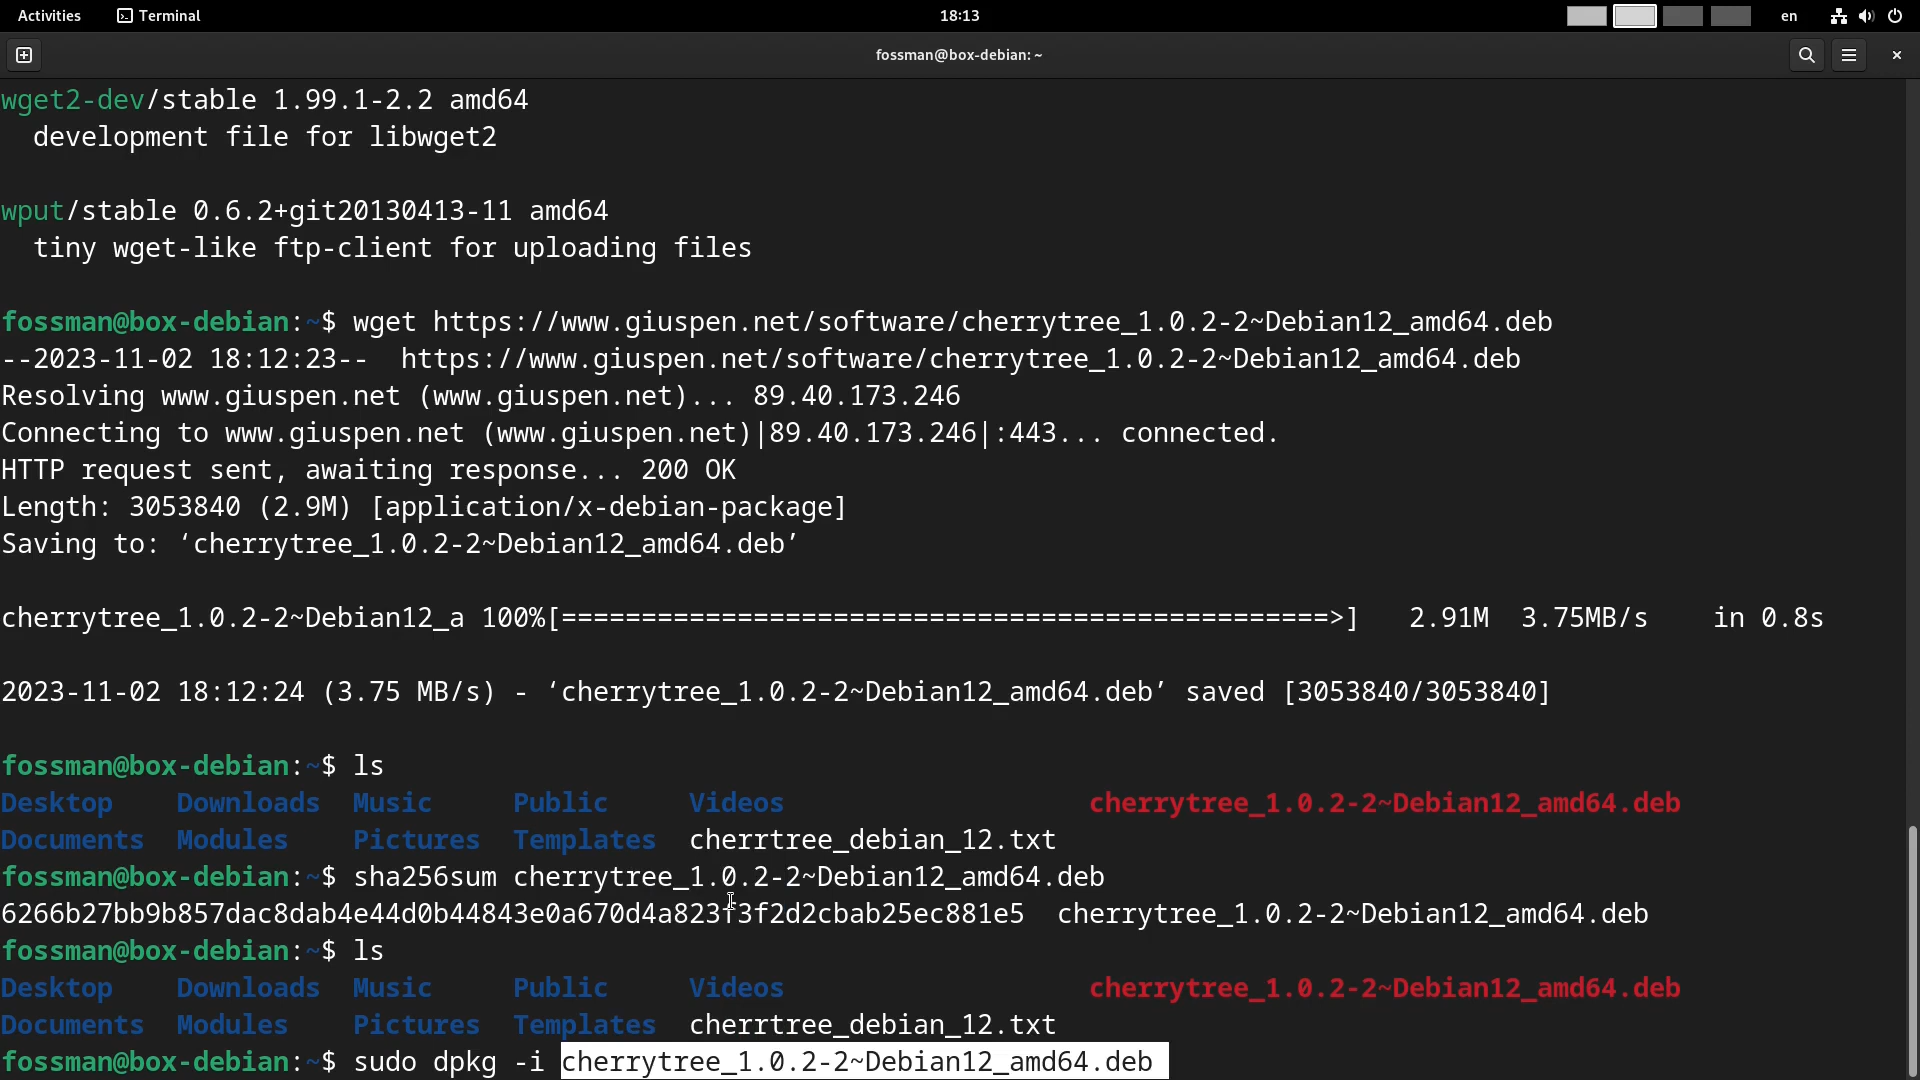 Activities Terminal 18:13 en
fossman@box-debian: ~
wget2-dev/stable 1.99.1-2.2 amd64
  development file for libwget2
wput/stable 0.6.2+git20130413-11 amd64
  tiny wget-like ftp-client for uploading files
fossman@box-debian:~$ wget https://www.giuspen.net/software/cherrytree_1.0.2-2~Debian12_amd64.deb
--2023-11-02 18:12:23--  https://www.giuspen.net/software/cherrytree_1.0.2-2~Debian12_amd64.deb
Resolving www.giuspen.net (www.giuspen.net)... 89.40.173.246
Connecting to www.giuspen.net (www.giuspen.net)|89.40.173.246|:443... connected.
HTTP request sent, awaiting response... 200 OK
Length: 3053840 (2.9M) [application/x-debian-package]
Saving to: ‘cherrytree_1.0.2-2~Debian12_amd64.deb’
cherrytree_1.0.2-2~Debian12_a 100%[================================================>]   2.91M  3.75MB/s    in 0.8s
2023-11-02 18:12:24 (3.75 MB/s) - ‘cherrytree_1.0.2-2~Debian12_amd64.deb’ saved [3053840/3053840]
fossman@box-debian:~$ ls
Desktop    Downloads  Music     Public     Videos                   cherrytree_1.0.2-2~Debian12_amd64.deb
Documents  Modules    Pictures  Templates  cherrtree_debian_12.txt
fossman@box-debian:~$ sha256sum cherrytree_1.0.2-2~Debian12_amd64.deb
6266b27bb9b857dac8dab4e44d0b44843e0a670d4a823f3f2d2cbab25ec881e5  cherrytree_1.0.2-2~Debian12_amd64.deb
fossman@box-debian:~$ ls
Desktop    Downloads  Music     Public     Videos                   cherrytree_1.0.2-2~Debian12_amd64.deb
Documents  Modules    Pictures  Templates  cherrtree_debian_12.txt
fossman@box-debian:~$ sudo dpkg -i cherrytree_1.0.2-2~Debian12_amd64.deb